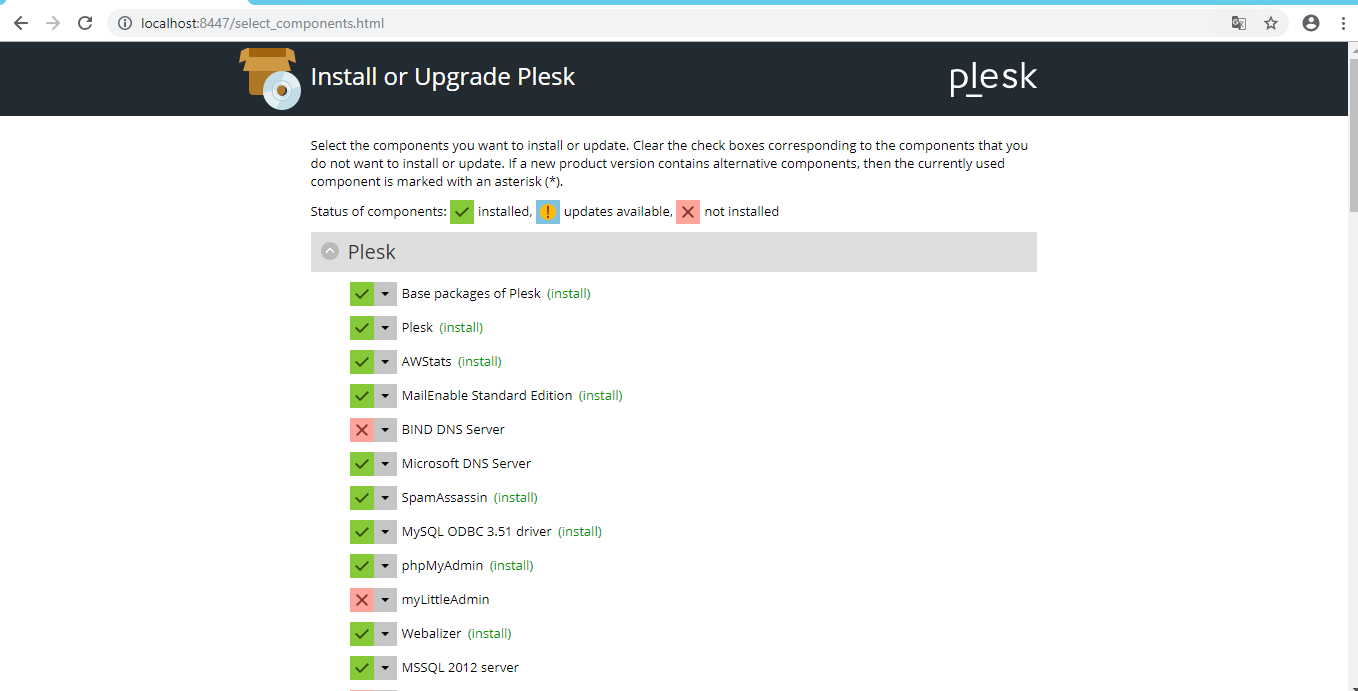 localhost:8447/select_components.html
Install or Upgrade Plesk
plesk
Select the components you want to install or update. Clear the check boxes corresponding to the components that you
do not want to install or update. If a new product version contains alternative components, then the currently used
component is marked with an asterisk (*).
Status of components: installed, updates available, not installed
Plesk
Base packages of Plesk (install)
Plesk (install)
AWStats (install)
MailEnable Standard Edition (install)
BIND DNS Server
Microsoft DNS Server
SpamAssassin (install)
MySQL ODBC 3.51 driver (install)
phpMyAdmin (install)
myLittleAdmin
Webalizer (install)
MSSQL 2012 server